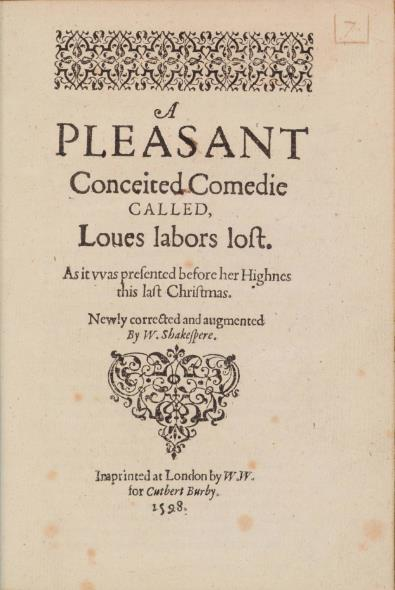 7.
A
PLEASANT
Conceited Comedie
CALLED,
Loues labors loſt.
As it vvas preſented before her Highnes
this laſt Chriſtmas.
Newly corrected and augmented
By W. Shakeſpere.
Imprinted at London by W.W.
for Cutbert Burby.
1598.